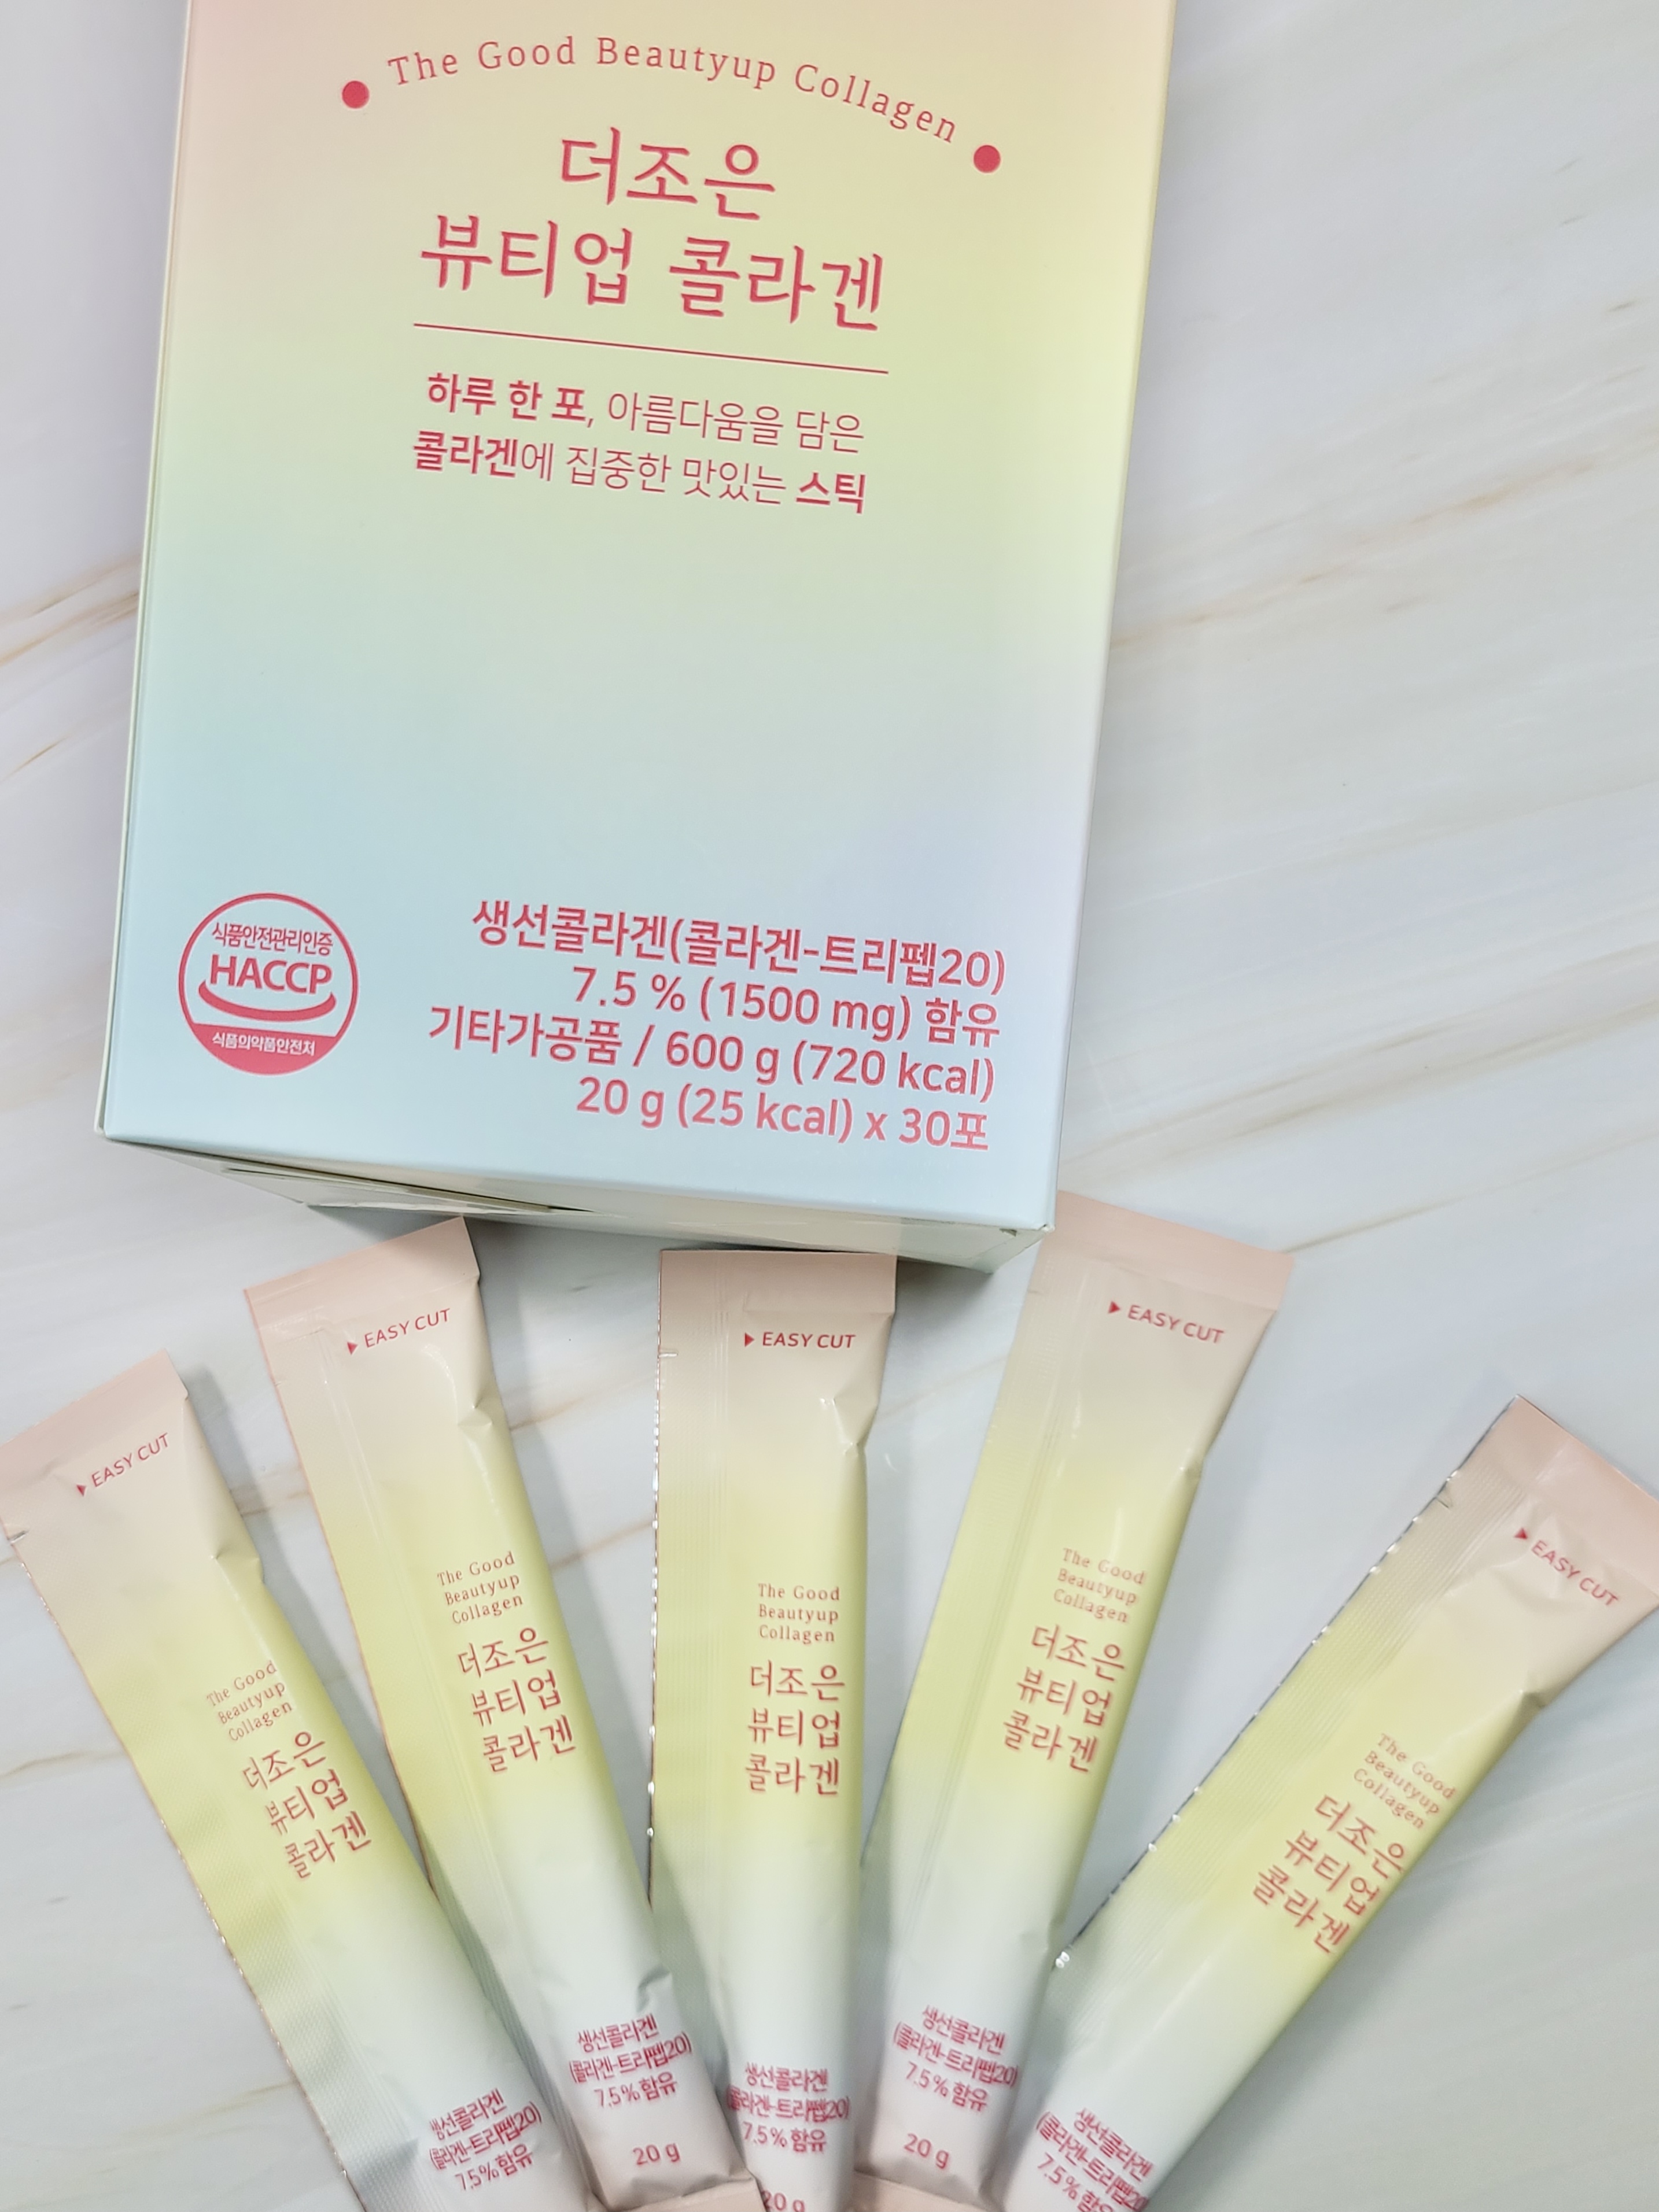 The Good Beautyup Collagen
더조은
뷰티업 콜라겐
하루 한 포, 아름다움을 담은
콜라겐에 집중한 맛있는 스틱
식품안전관리인증
HACCP
식품의약품안전처
생선콜라겐(콜라겐-트리펩20)
7.5 % (1500 mg) 함유
기타가공품 / 600 g (720 kcal)
20 g (25 kcal) x 30포
EASY CUT
The Good
Beautyup
Collagen
더조은
뷰티업
콜라겐
생선콜라겐
(콜라겐-트리펩20)
7.5% 함유
EASY CUT
The Good
Beautyup
Collagen
더조은
뷰티업
콜라겐
생선콜라겐
(콜라겐-트리펩20)
7.5% 함유
20 g
EASY CUT
The Good
Beautyup
Collagen
더조은
뷰티업
콜라겐
생선콜라겐
(콜라겐-트리펩20)
7.5% 함유
20 g
EASY CUT
The Good
Beautyup
Collagen
더조은
뷰티업
콜라겐
생선콜라겐
(콜라겐-트리펩20)
7.5% 함유
20 g
EASY CUT
The Good
Beautyup
Collagen
더조은
뷰티업
콜라겐
생선콜라겐
(콜라겐-트리펩20)
7.5% 함유